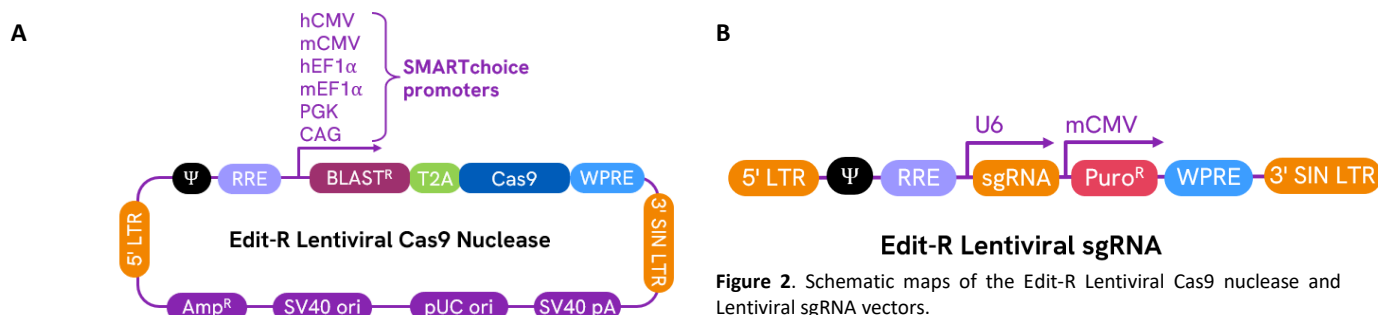 A
hCMV
mCMV
hEF1α
mEF1α
PGK
CAG
SMARTchoice
promoters
Ψ
RRE
BLASTᴿ
T2A
Cas9
WPRE
5' LTR
3' SIN LTR
Edit-R Lentiviral Cas9 Nuclease
Ampᴿ
SV40 ori
pUC ori
SV40 pA
B
U6
mCMV
5' LTR
Ψ
RRE
sgRNA
Puroᴿ
WPRE
3' SIN LTR
Edit-R Lentiviral sgRNA
Figure 2. Schematic maps of the Edit-R Lentiviral Cas9 nuclease and
Lentiviral sgRNA vectors.